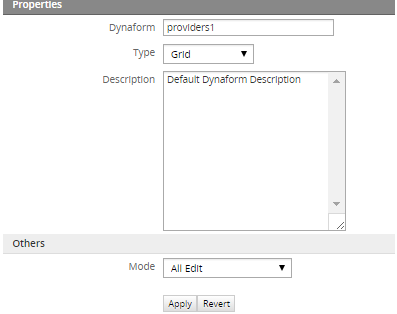 Properties
Dynaform providers1
Type Grid
Description Default Dynaform Description
Others
Mode All Edit
Apply Revert